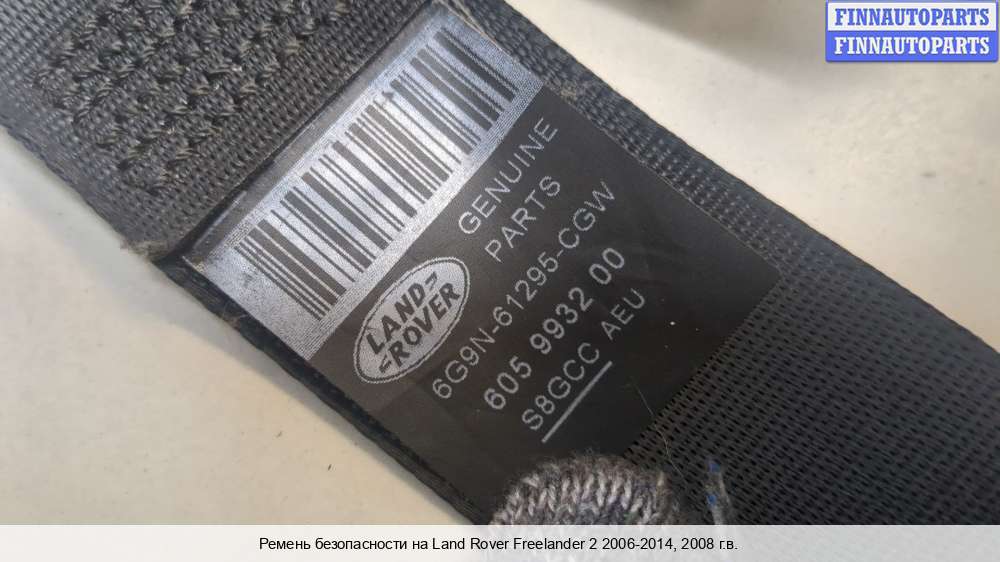 FINNAUTOPARTS
FINNAUTOPARTS
GENUINE
PARTS
LAND
ROVER
6G9N-61295-CGW
605 9932 00
S8GCC AEU
Ремень безопасности на Land Rover Freelander 2 2006-2014, 2008 г.в.